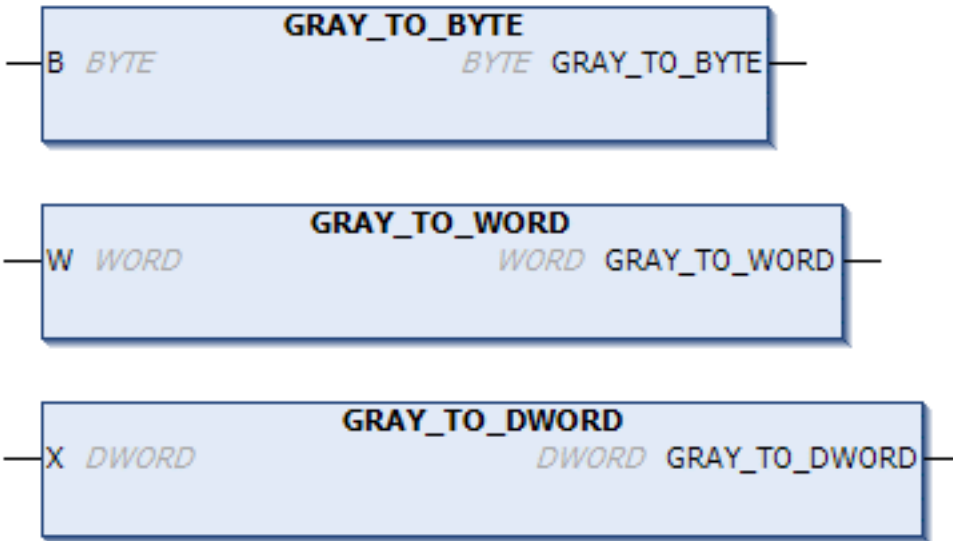 GRAY_TO_BYTE
B BYTE BYTE GRAY_TO_BYTE
GRAY_TO_WORD
W WORD WORD GRAY_TO_WORD
GRAY_TO_DWORD
X DWORD DWORD GRAY_TO_DWORD